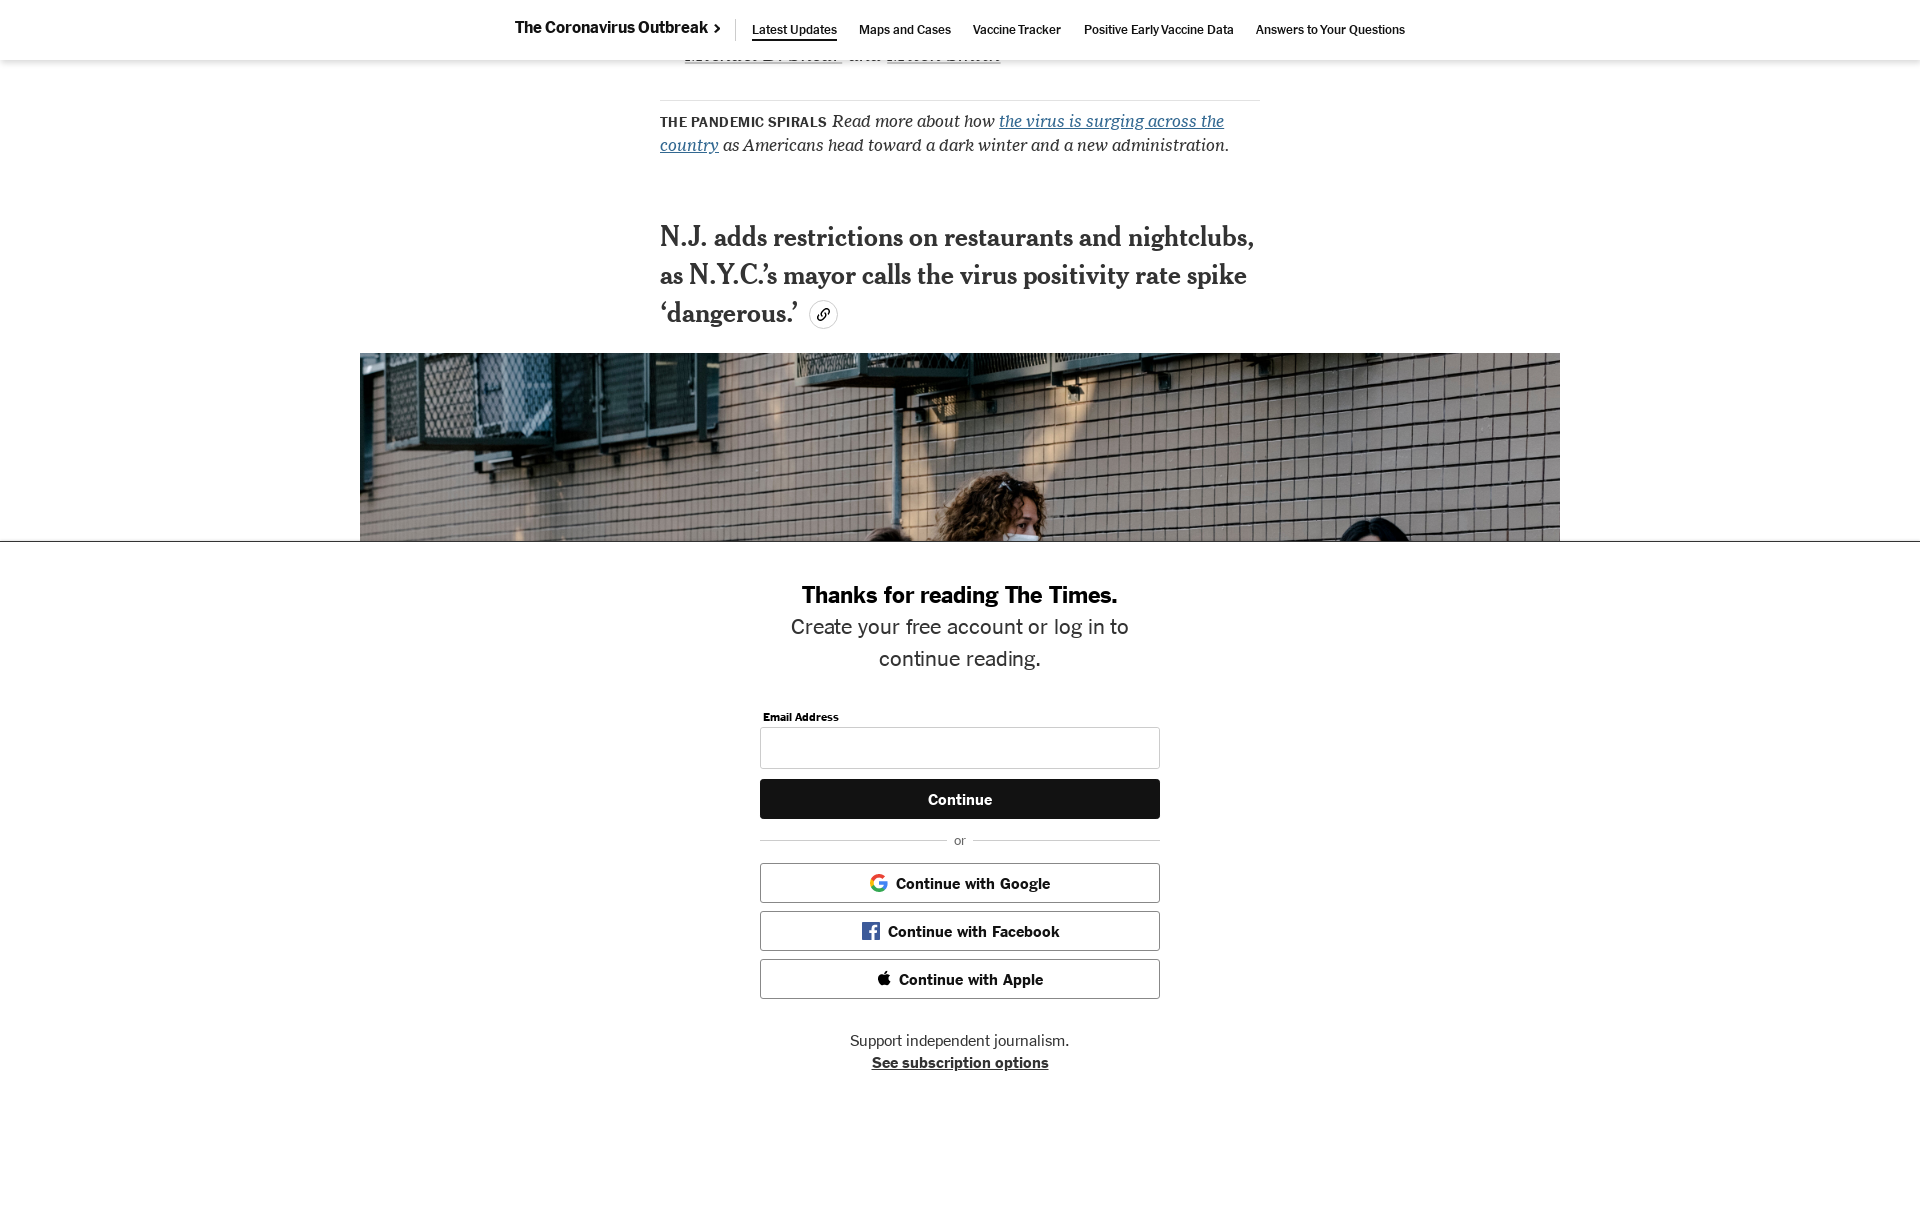 The Coronavirus Outbreak
Latest Updates
Maps and Cases
Vaccine Tracker
Positive Early Vaccine Data
Answers to Your Questions
THE PANDEMIC SPIRALS Read more about how the virus is surging across the
country as Americans head toward a dark winter and a new administration.
N.J. adds restrictions on restaurants and nightclubs,
as N.Y.C.’s mayor calls the virus positivity rate spike
‘dangerous.’
Thanks for reading The Times.
Create your free account or log in to
continue reading.
Email Address
Continue
or
Continue with Google
Continue with Facebook
Continue with Apple
Support independent journalism.
See subscription options